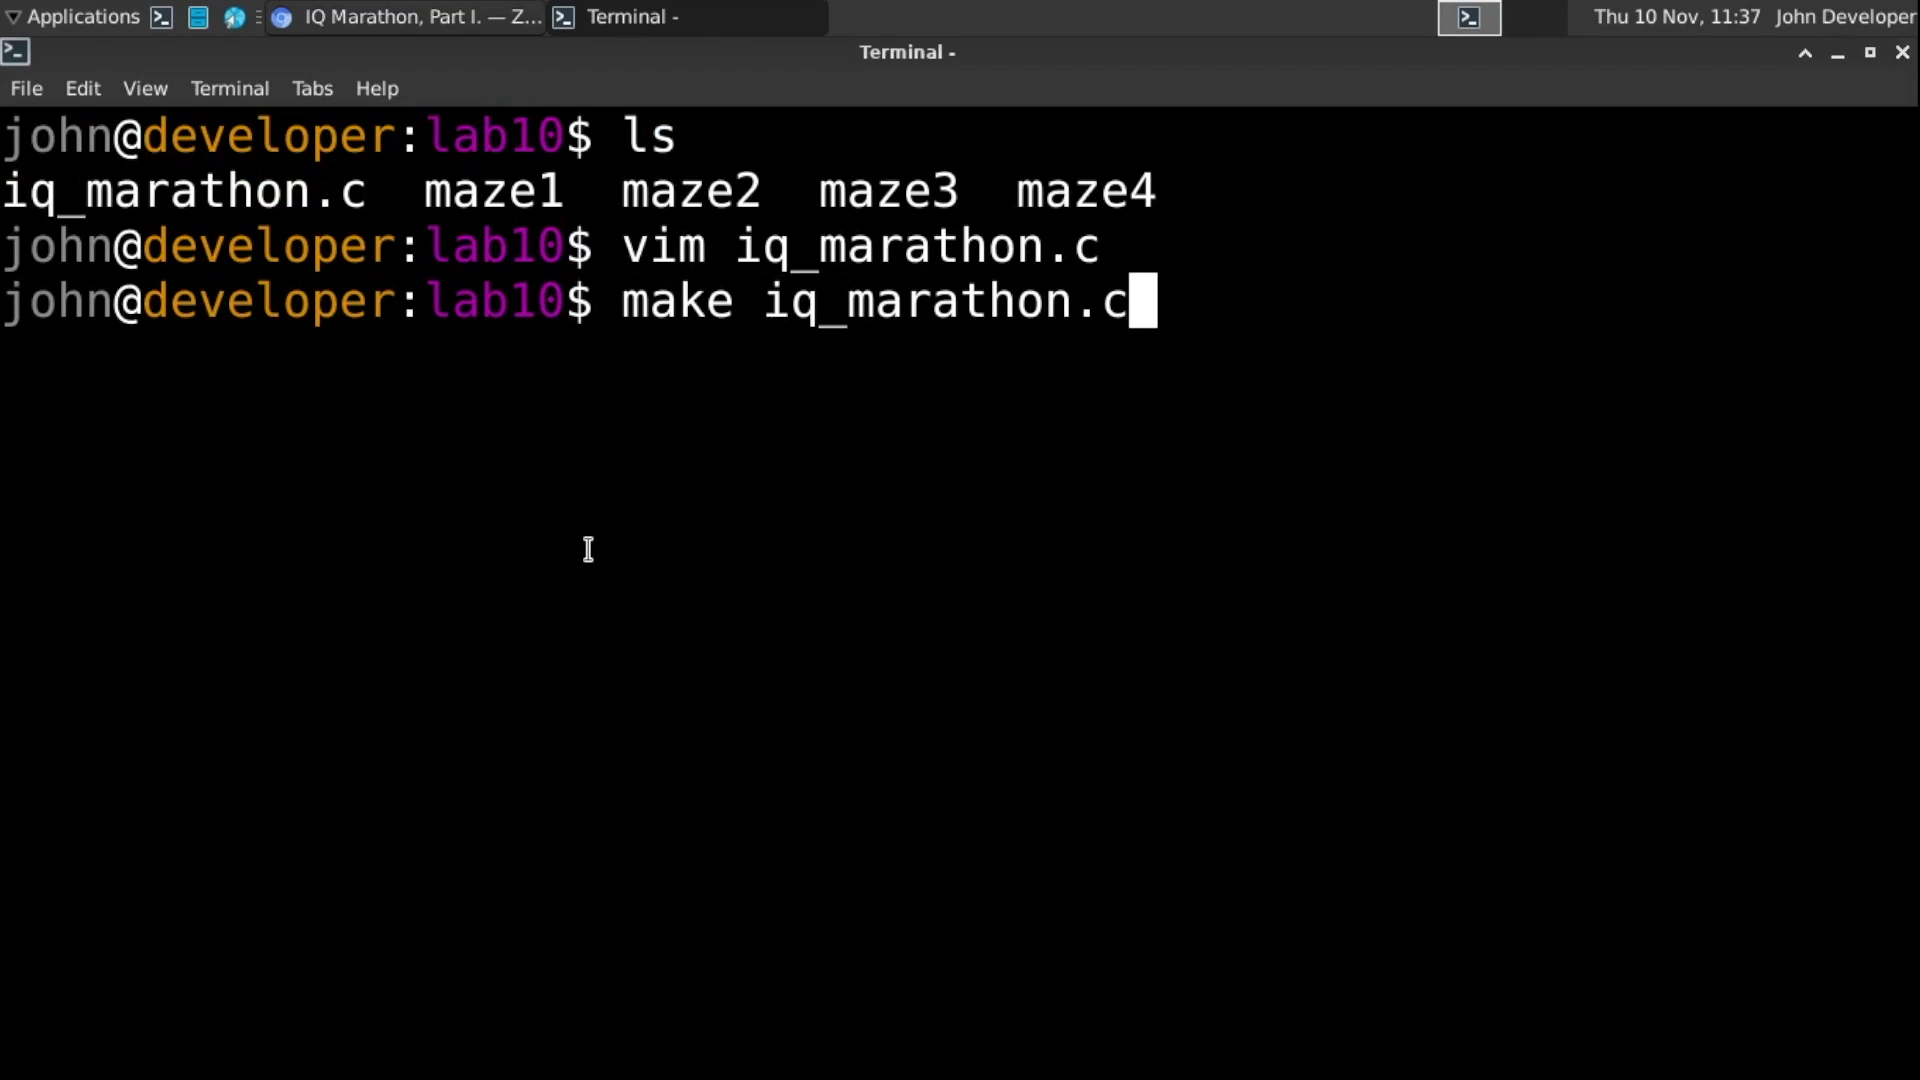 Applications IQ Marathon, Part I. — Z... Terminal - Thu 10 Nov, 11:37 John Developer
Terminal -
File Edit View Terminal Tabs Help
john@developer:lab10$ ls
iq_marathon.c maze1 maze2 maze3 maze4
john@developer:lab10$ vim iq_marathon.c
john@developer:lab10$ make iq_marathon.c